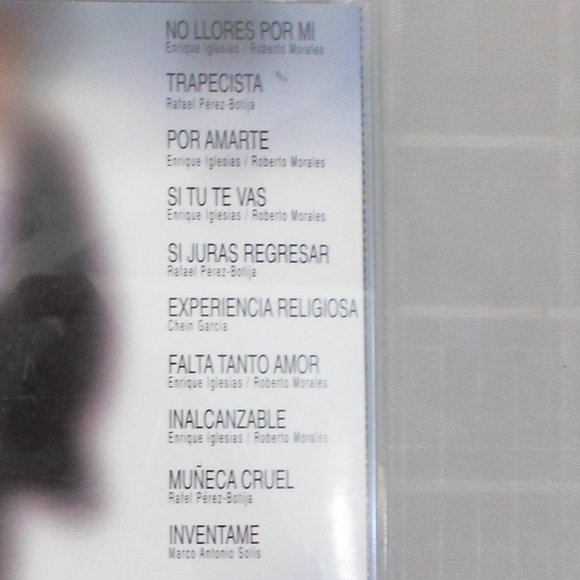 NO LLORES POR MI
Enrique Iglesias / Roberto Morales
TRAPECISTA
Rafael Pérez-Botija
POR AMARTE
Enrique Iglesias / Roberto Morales
SI TU TE VAS
Enrique Iglesias / Roberto Morales
SI JURAS REGRESAR
Rafael Pérez-Botija
EXPERIENCIA RELIGIOSA
Chein García
FALTA TANTO AMOR
Enrique Iglesias / Roberto Morales
INALCANZABLE
Enrique Iglesias / Roberto Morales
MUÑECA CRUEL
Rafel Pérez-Botija
INVENTAME
Marco Antonio Solís